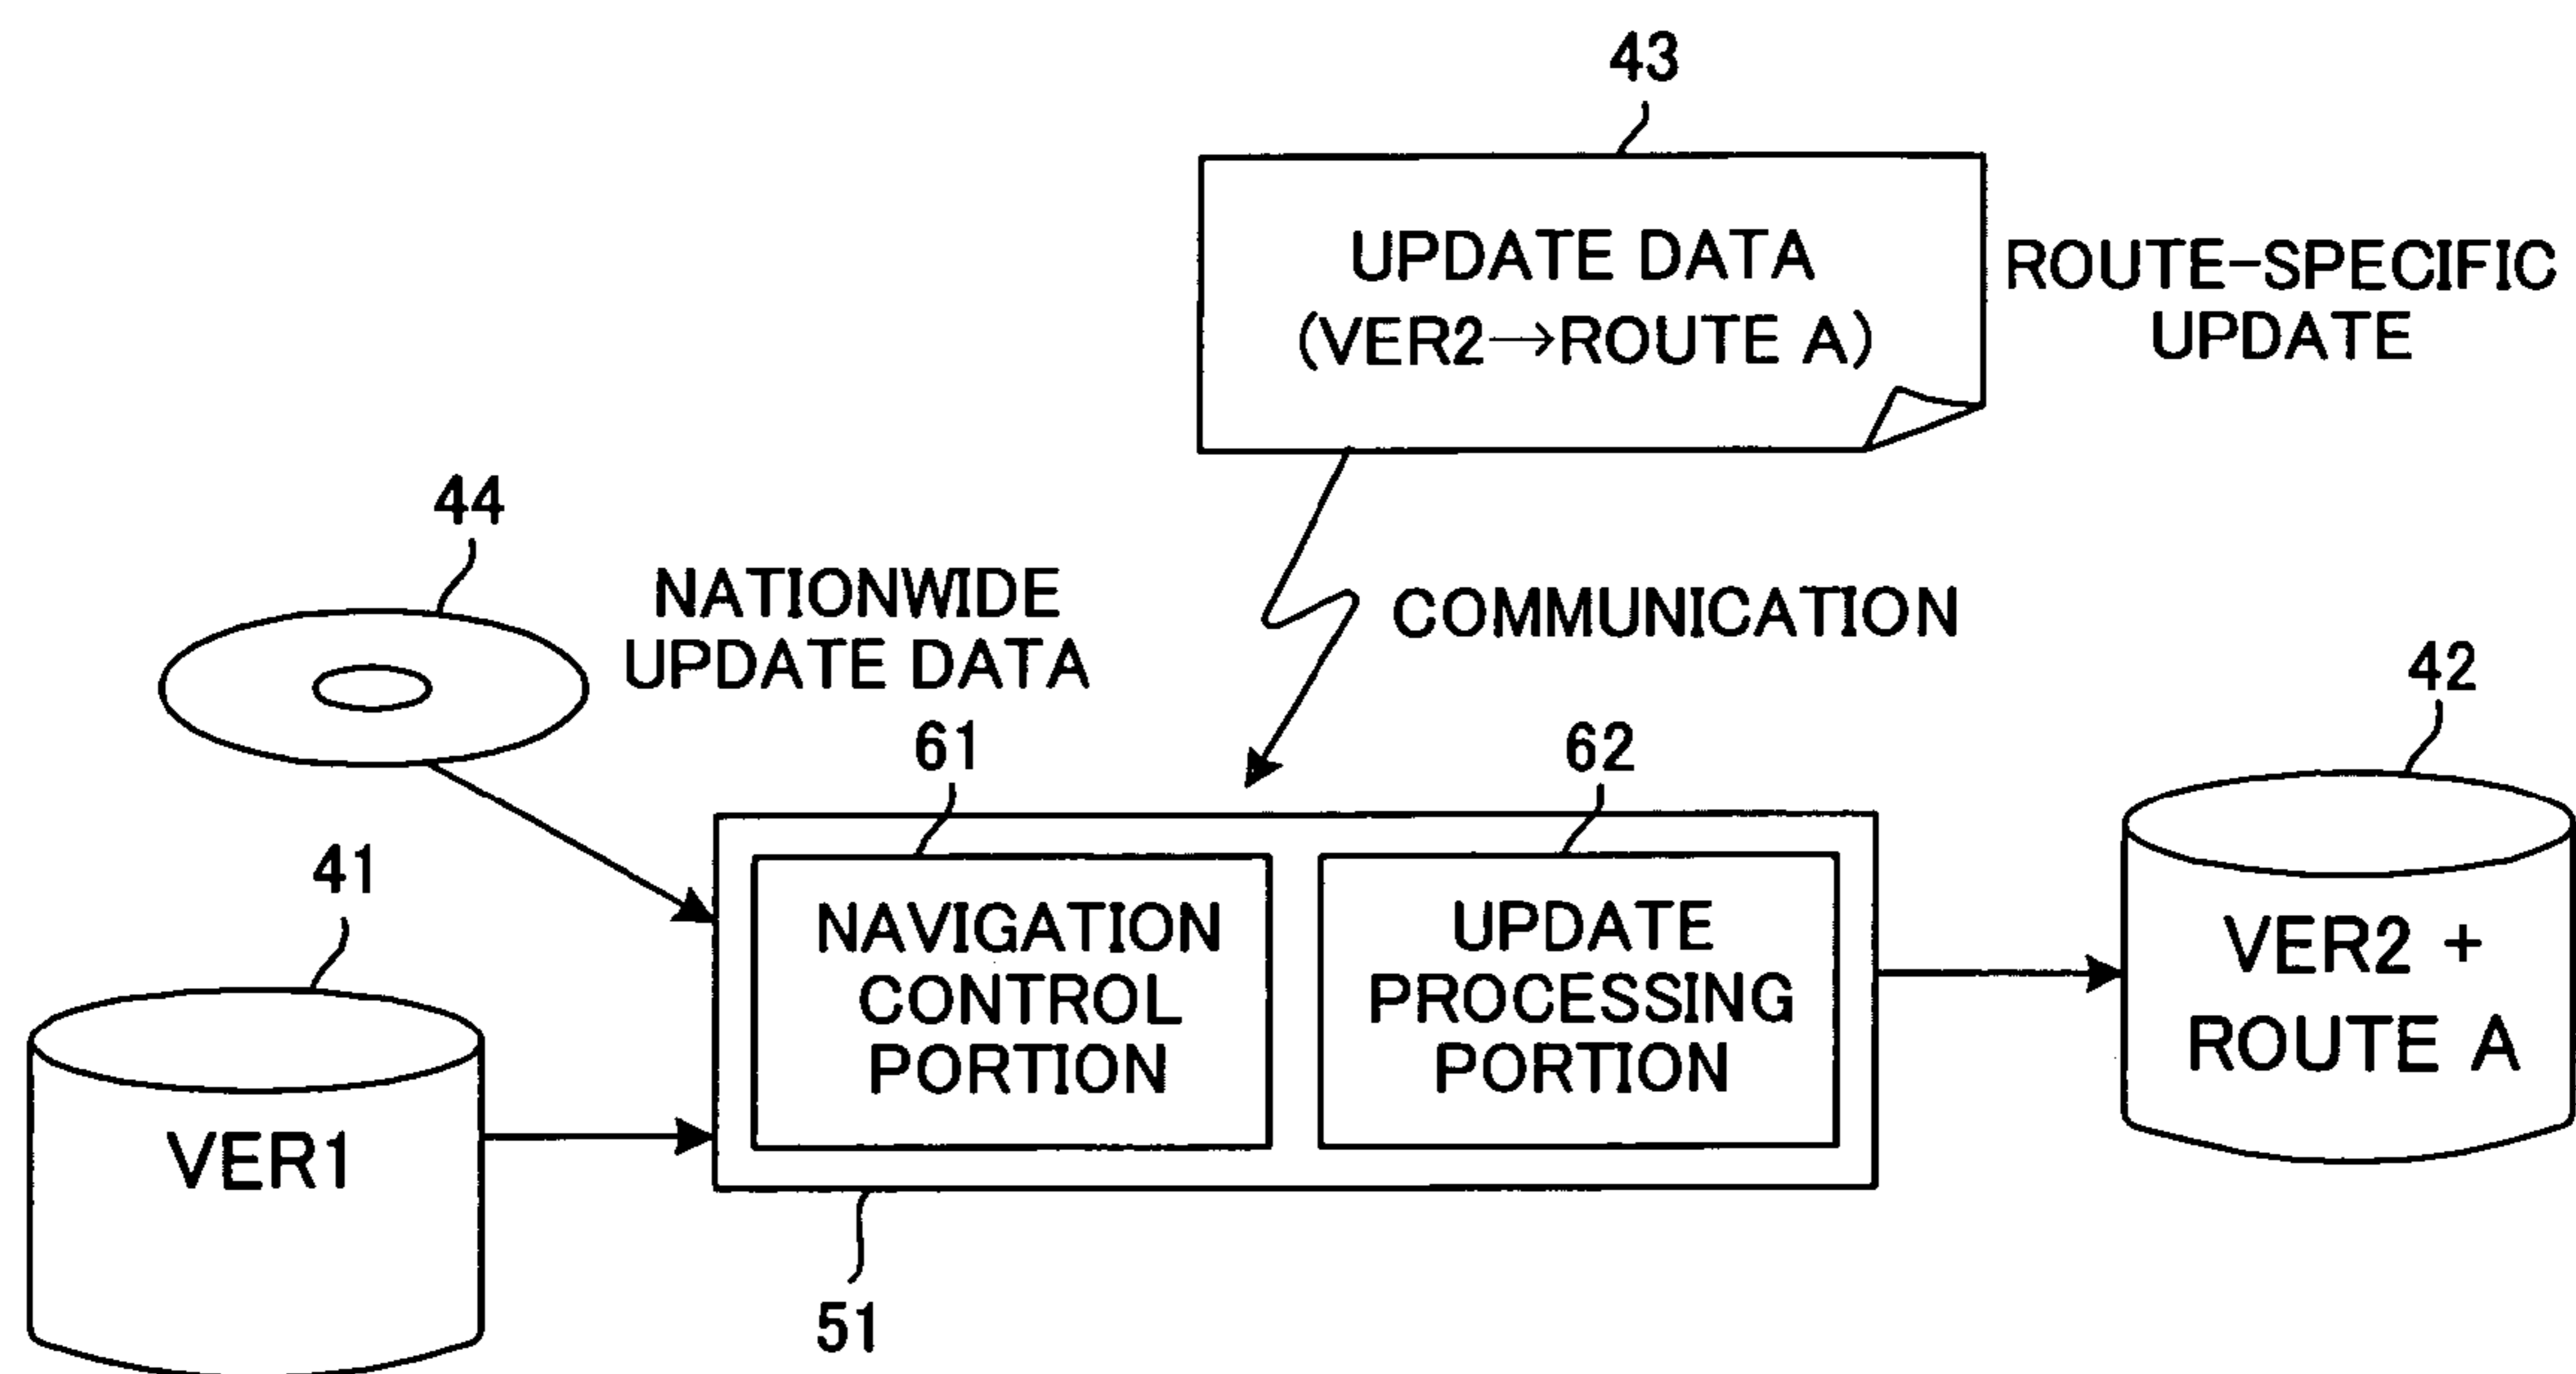 43
UPDATE DATA
(VER2→ROUTE A)
ROUTE-SPECIFIC
UPDATE
44
NATIONWIDE
UPDATE DATA
COMMUNICATION
42
61
62
41
NAVIGATION
CONTROL
PORTION
UPDATE
PROCESSING
PORTION
VER2 +
ROUTE A
VER1
51